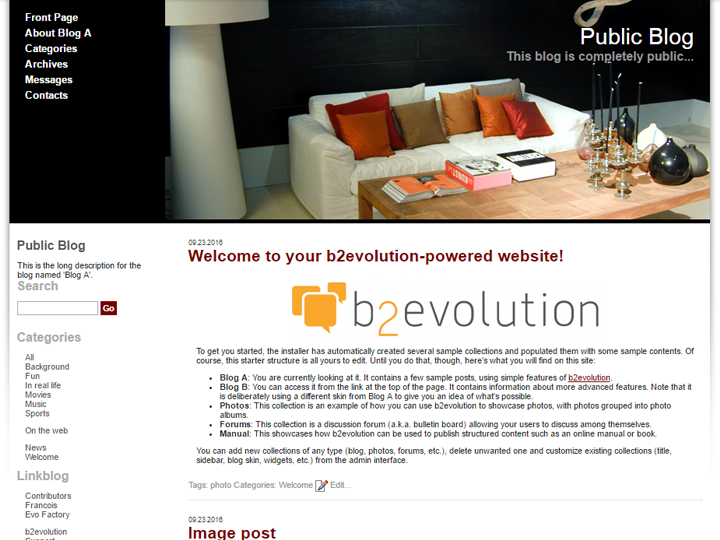 Front Page
About Blog A
Categories
Archives
Messages
Contacts
Public Blog
This blog is completely public...
Public Blog
This is the long description for the
blog named 'Blog A'.
Search
Go
Categories
All
Background
Fun
In real life
Movies
Music
Sports
On the web
News
Welcome
Linkblog
Contributors
Francois
Evo Factory
b2evolution
09.23.2016
Welcome to your b2evolution-powered website!
b2evolution
To get you started, the installer has automatically created several sample collections and populated them with some sample contents. Of
course, this starter structure is all yours to edit. Until you do that, though, here's what you will find on this site:
• Blog A: You are currently looking at it. It contains a few sample posts, using simple features of b2evolution.
• Blog B: You can access it from the link at the top of the page. It contains information about more advanced features. Note that it
is deliberately using a different skin from Blog A to give you an idea of what's possible.
• Photos: This collection is an example of how you can use b2evolution to showcase photos, with photos grouped into photo
albums.
• Forums: This collection is a discussion forum (a.k.a. bulletin board) allowing your users to discuss among themselves.
• Manual: This showcases how b2evolution can be used to publish structured content such as an online manual or book.
You can add new collections of any type (blog, photos, forums, etc.), delete unwanted one and customize existing collections (title,
sidebar, blog skin, widgets, etc.) from the admin interface.
Tags: photo Categories: Welcome Edit...
09.23.2016
Image post